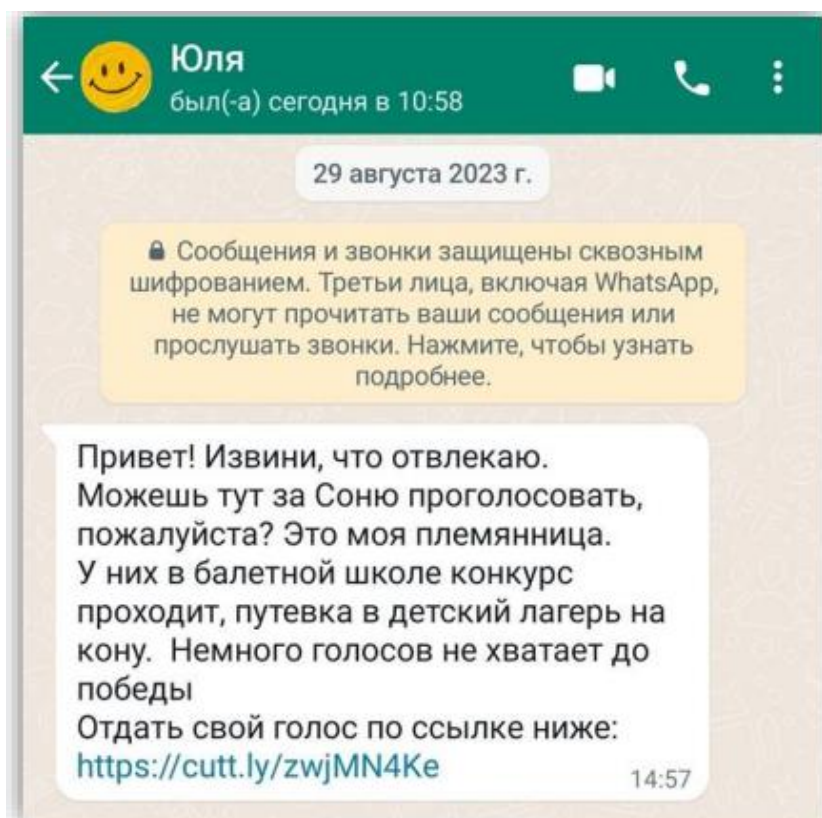 Юля
был(-а) сегодня в 10:58
29 августа 2023 г.
Сообщения и звонки защищены сквозным
шифрованием. Третьи лица, включая WhatsApp,
не могут прочитать ваши сообщения или
прослушать звонки. Нажмите, чтобы узнать
подробнее.
Привет! Извини, что отвлекаю.
Можешь тут за Соню проголосовать,
пожалуйста? Это моя племянница.
У них в балетной школе конкурс
проходит, путевка в детский лагерь на
кону. Немного голосов не хватает до
победы
Отдать свой голос по ссылке ниже:
https://cutt.ly/zwjMN4Ke
14:57